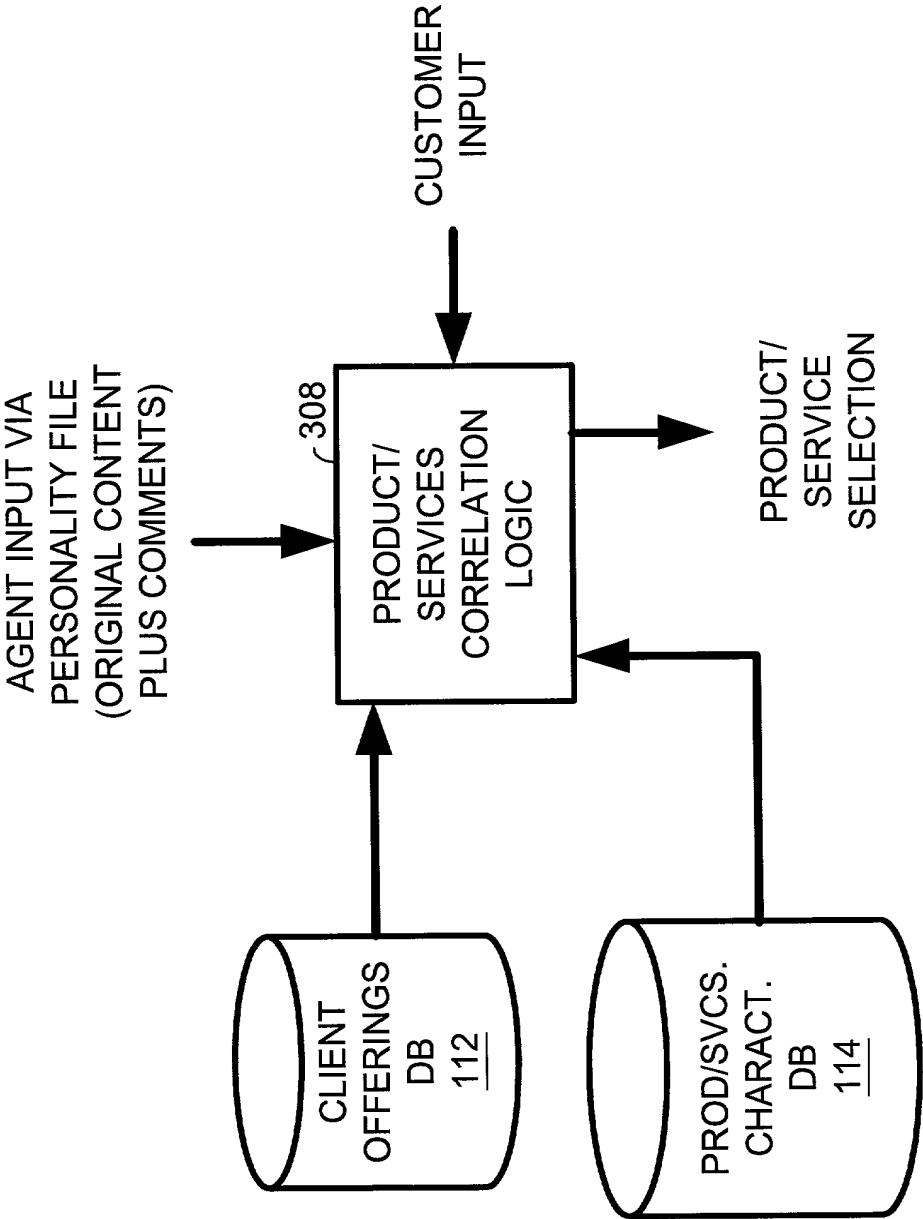 AGENT INPUT VIA
PERSONALITY FILE
(ORIGINAL CONTENT
PLUS COMMENTS)
CUSTOMER
INPUT
308
PRODUCT/
SERVICES
CORRELATION
LOGIC
PRODUCT/
SERVICE
SELECTION
CLIENT
OFFERINGS
DB
112
PROD/SVCS.
CHARACT.
DB
114